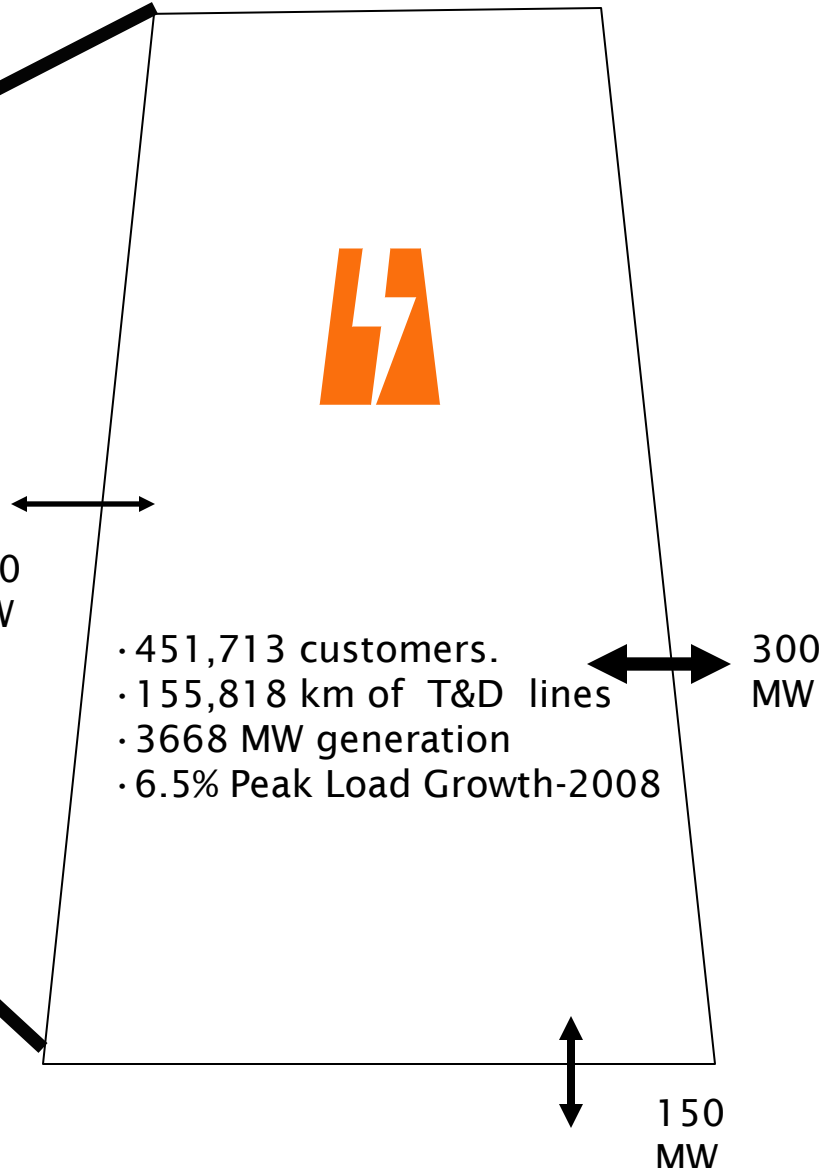 · 451,713 customers.
· 155,818 km of T&D lines
· 3668 MW generation
· 6.5% Peak Load Growth-2008
300
MW
150
MW